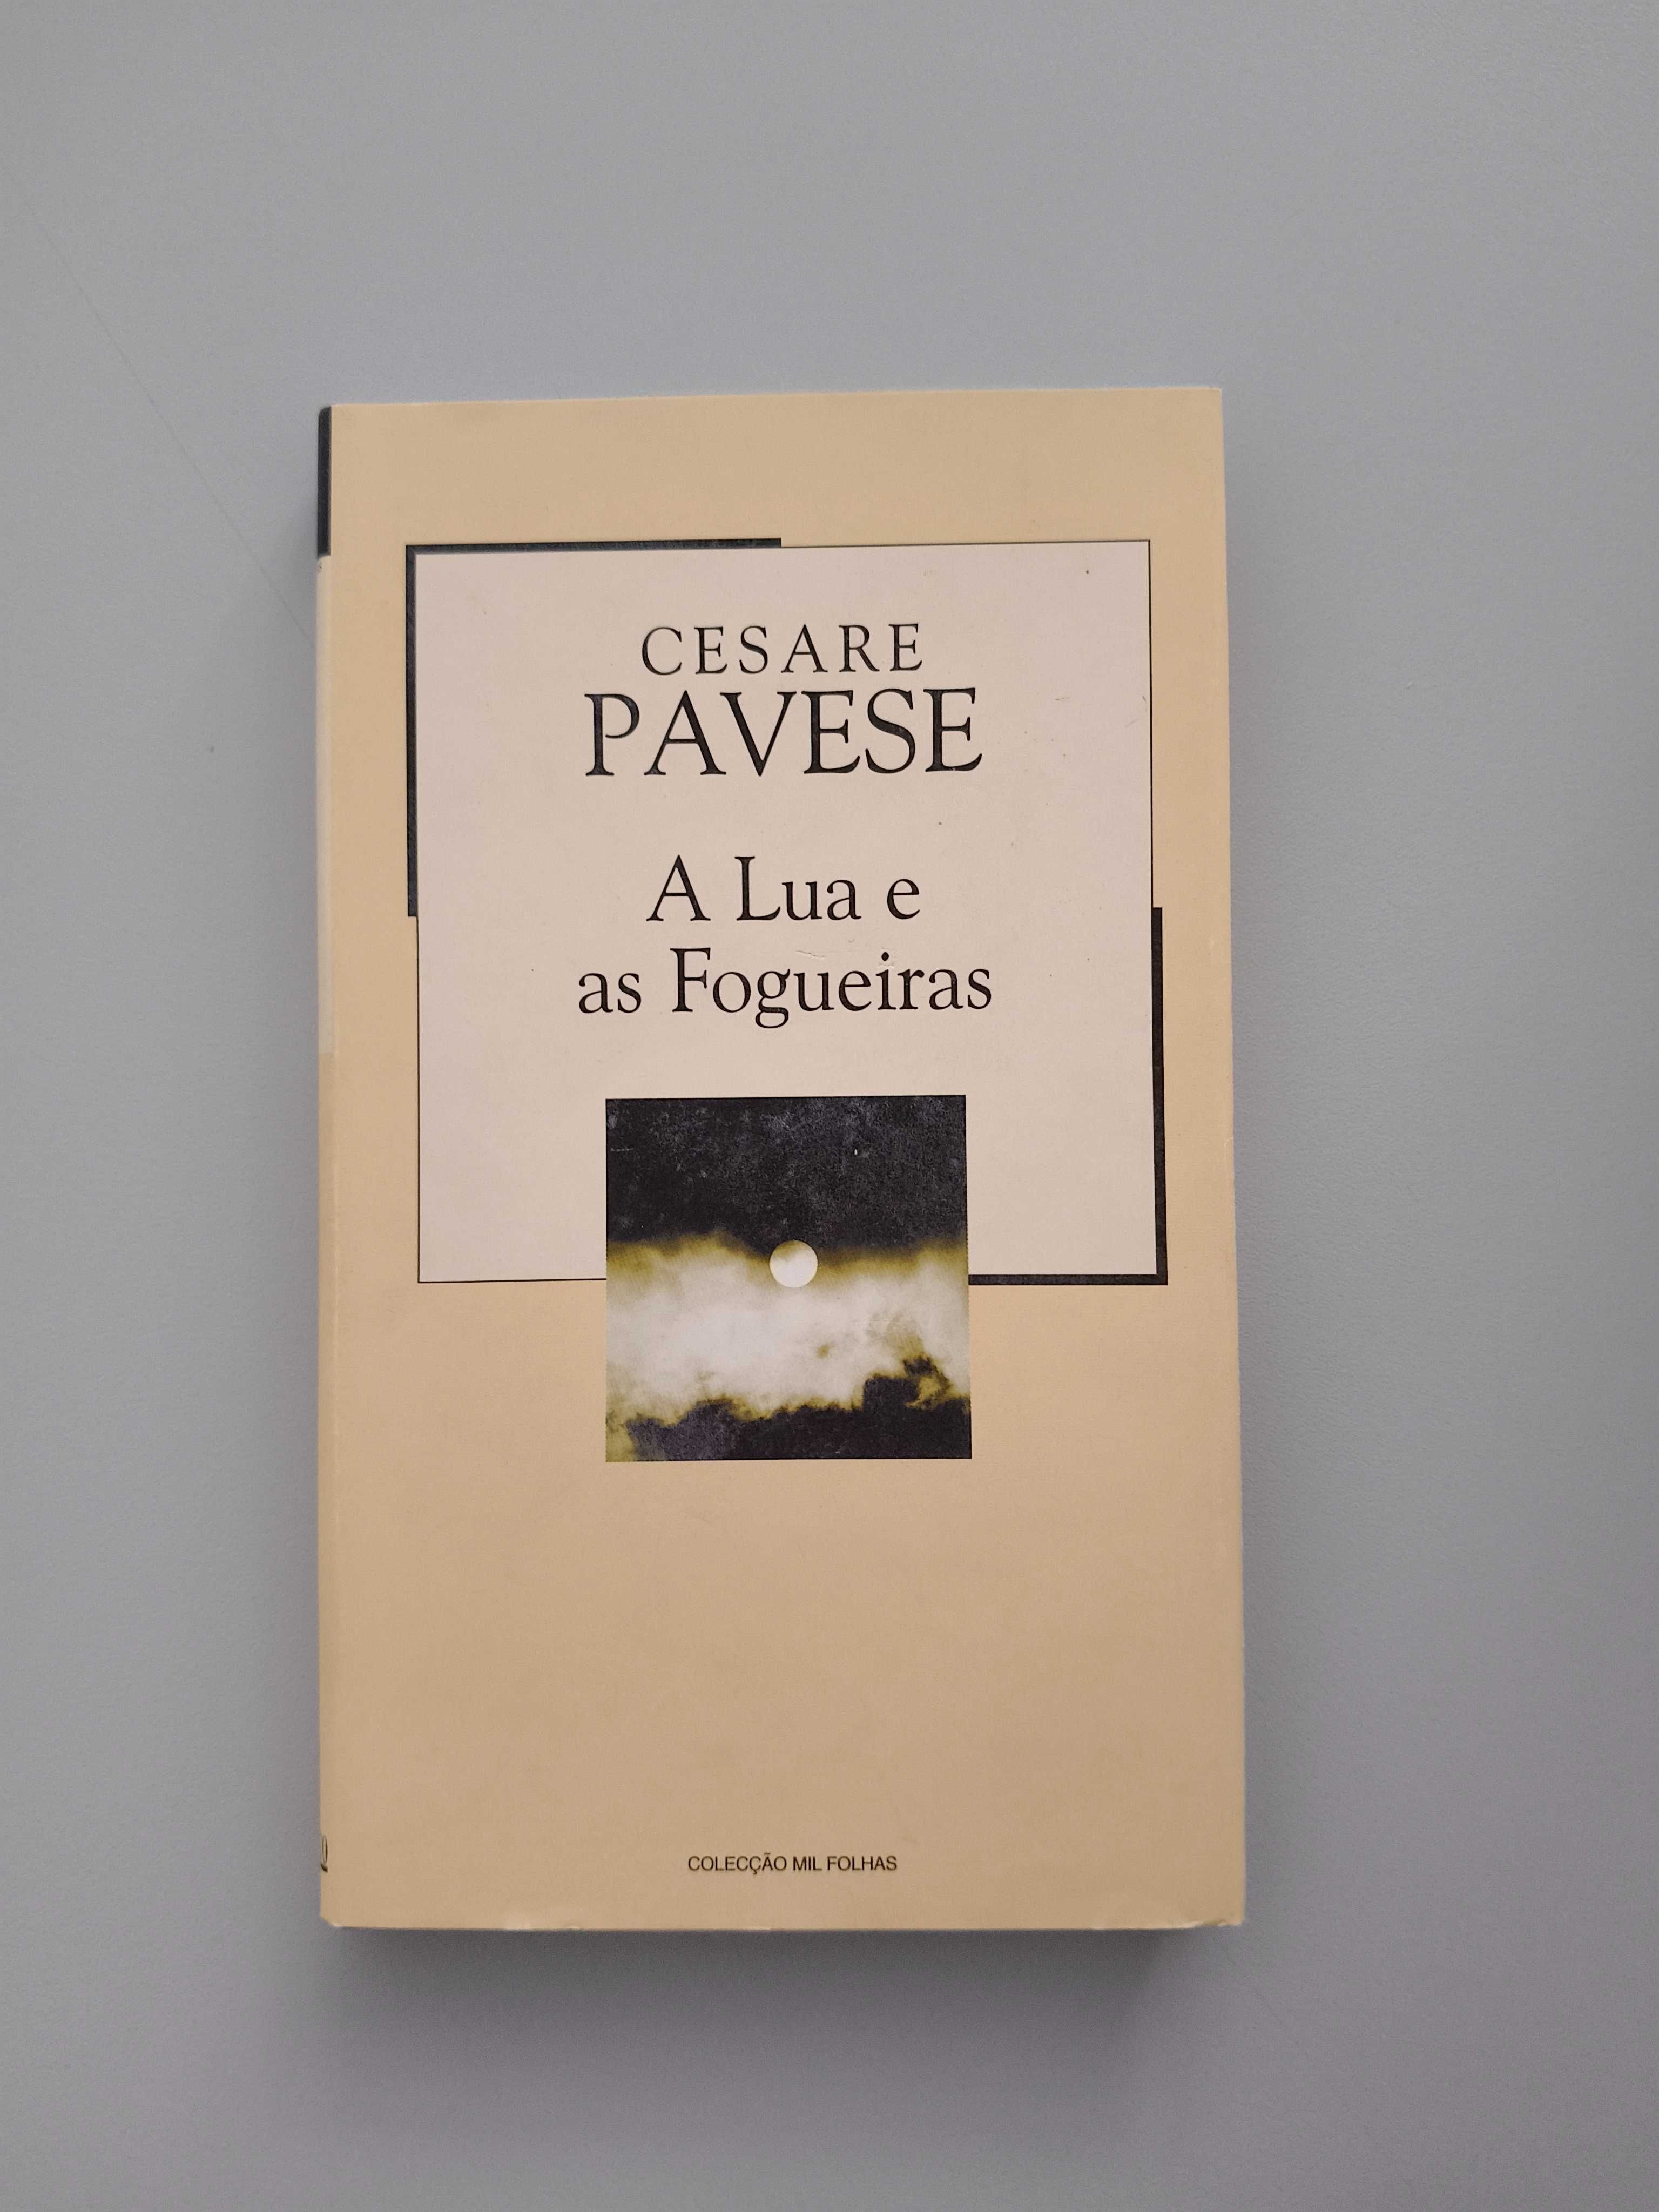 CESARE
PAVESE
A Lua e
as Fogueiras
COLECÇÃO MIL FOLHAS